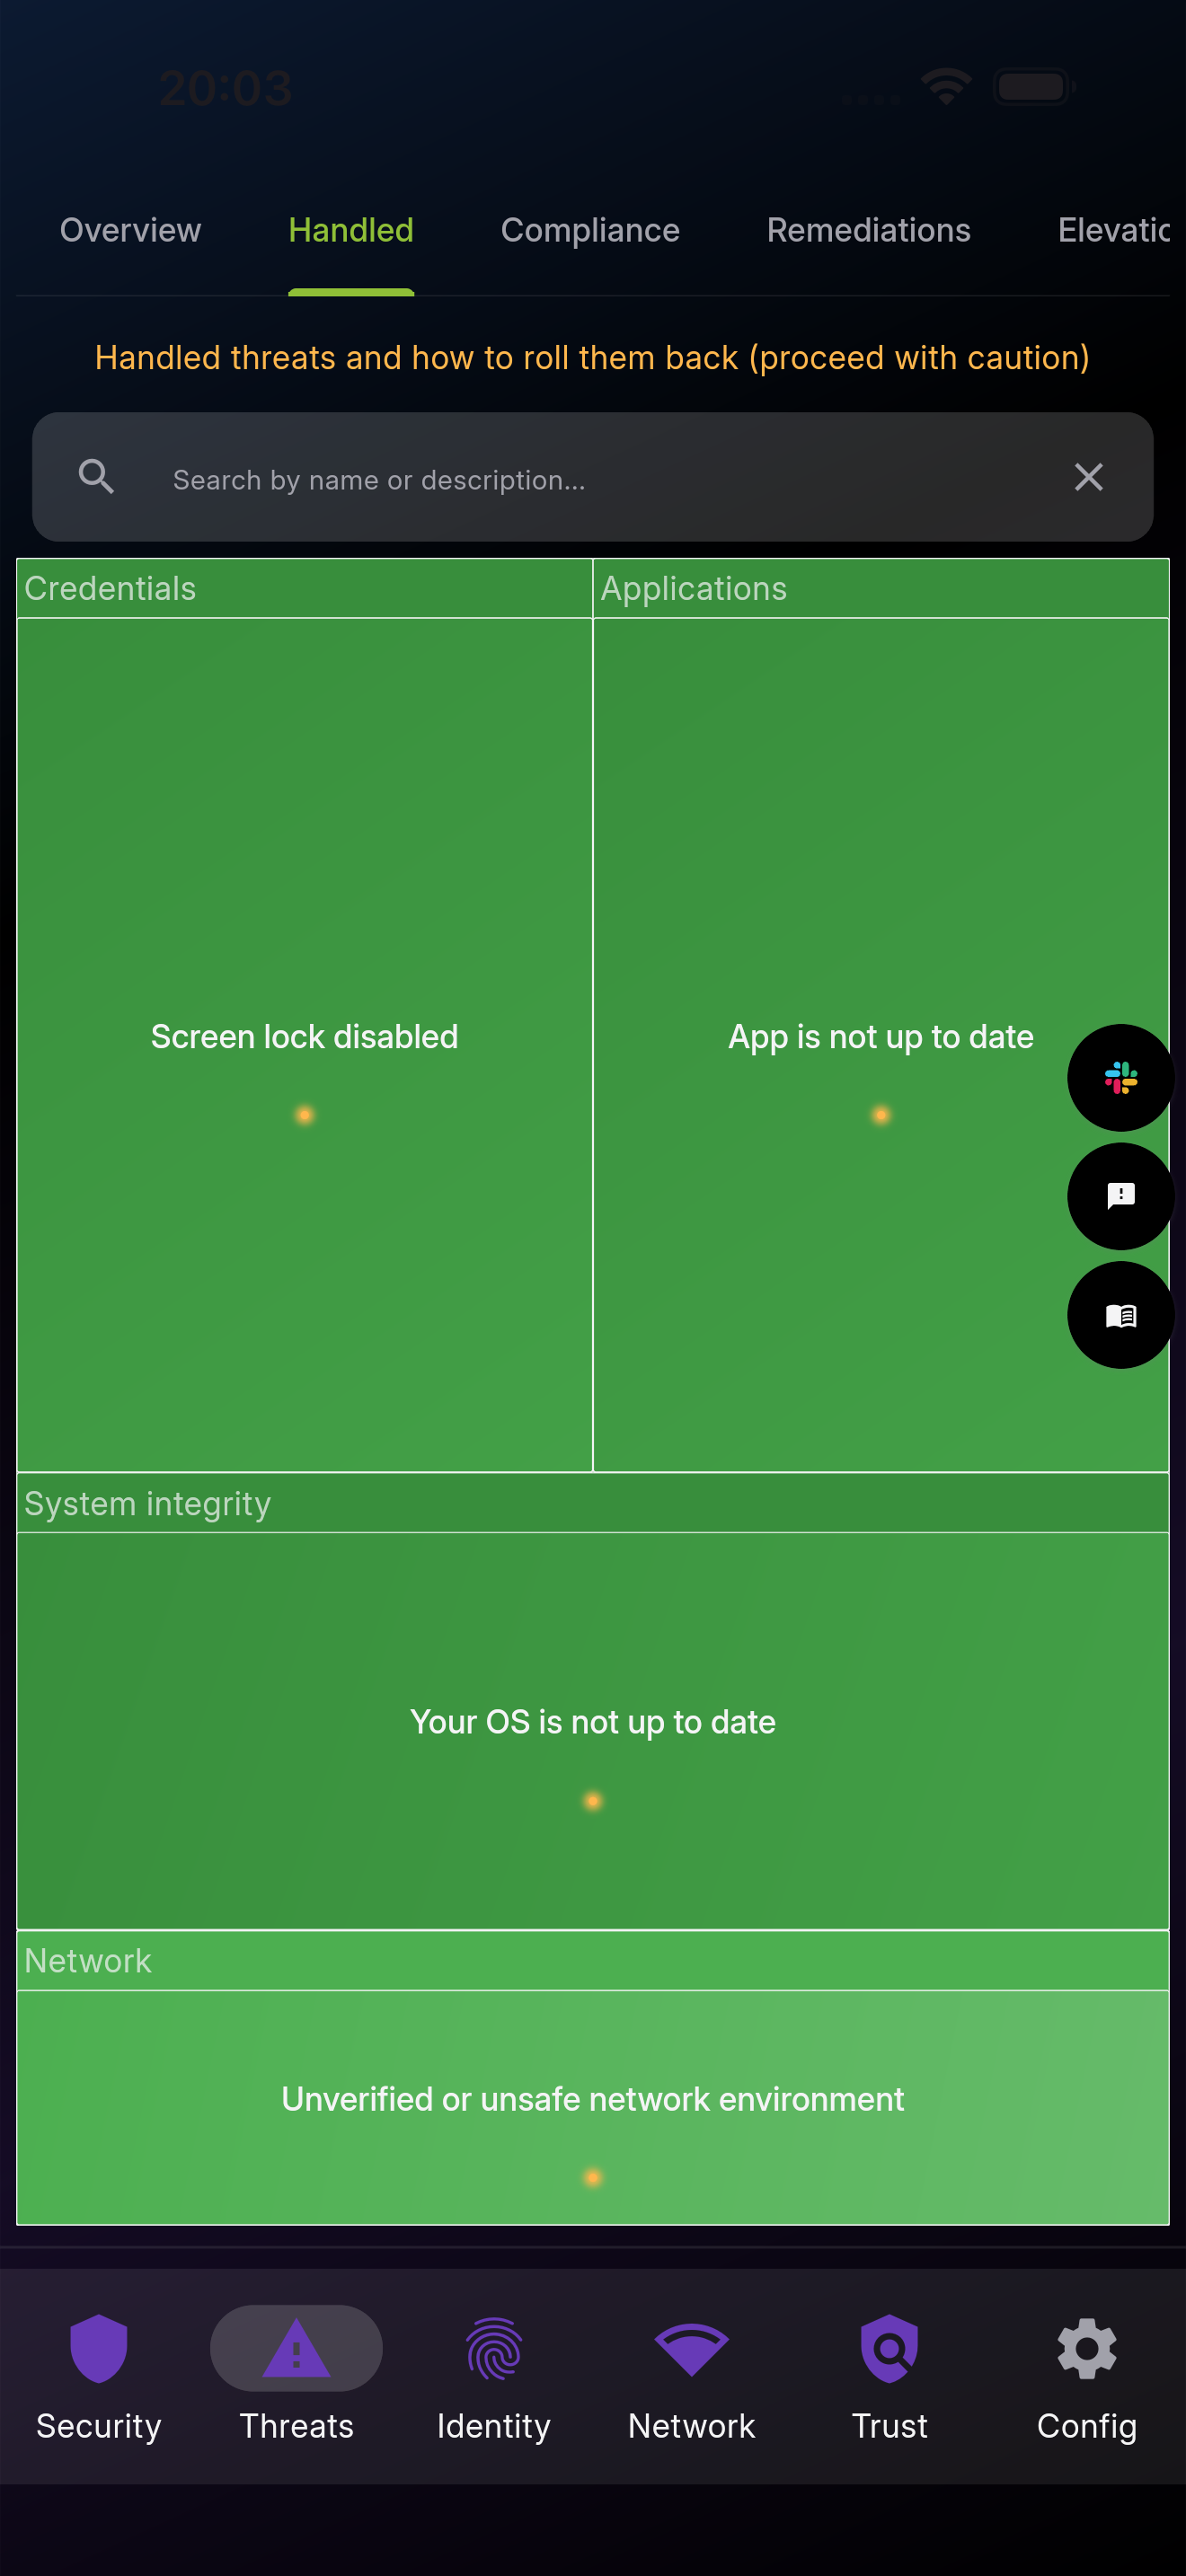 20:03
Overview Handled Compliance Remediations Elevatic
Handled threats and how to roll them back (proceed with caution)
Search by name or description...
Credentials Applications
Screen lock disabled App is not up to date
System integrity
Your OS is not up to date
Network
Unverified or unsafe network environment
Security Threats Identity Network Trust Config